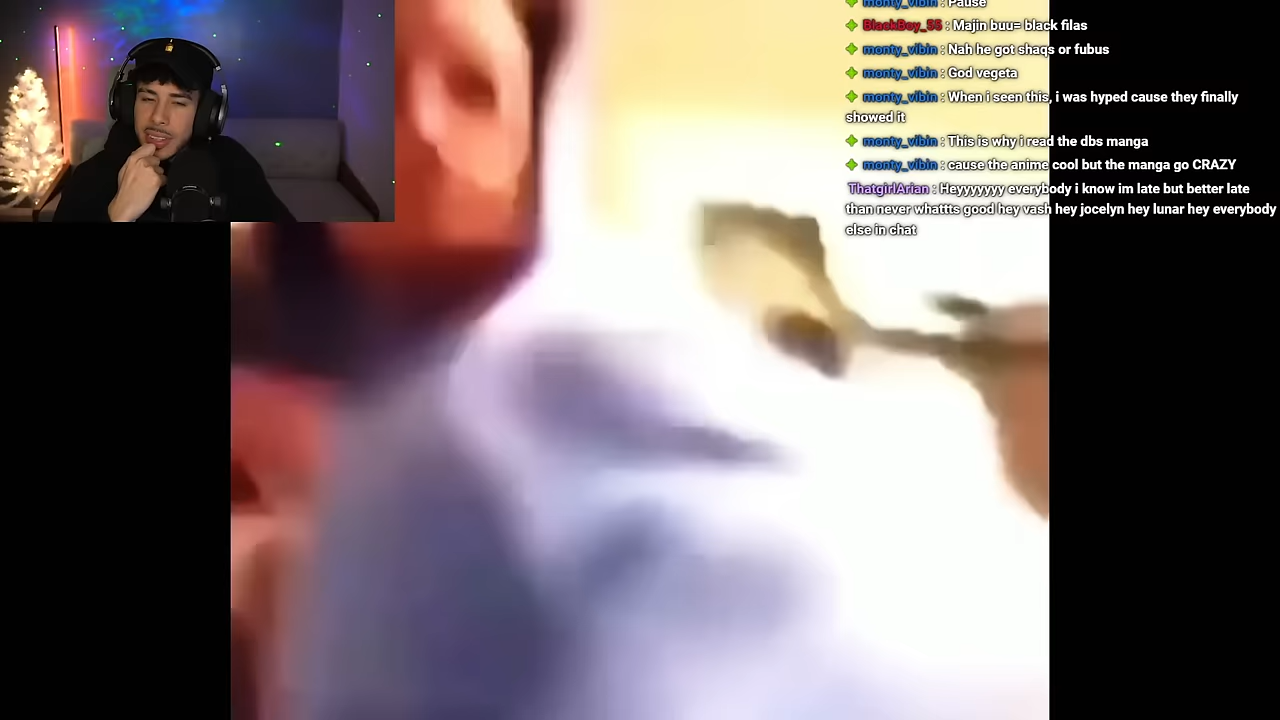 monty_vibin : Pause
BlackBoy_55 : Majin buu= black filas
monty_vibin : Nah he got shaqs or fubus
monty_vibin : God vegeta
monty_vibin : When i seen this, i was hyped cause they finally
showed it
monty_vibin : This is why i read the dbs manga
monty_vibin : cause the anime cool but the manga go CRAZY
ThatgirlArian : Heyyyyyyy everybody i know im late but better late
than never whattts good hey vash hey jocelyn hey lunar hey everybody
else in chat